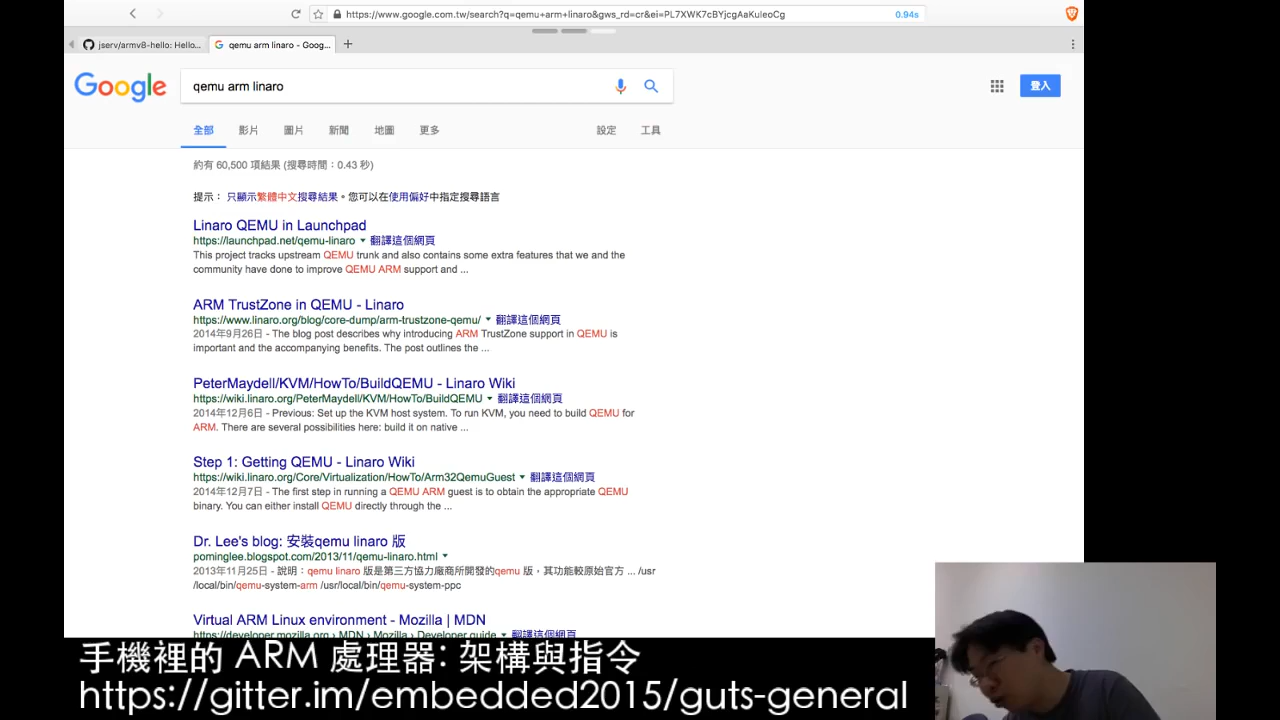 https://www.google.com.tw/search?q=qemu+arm+linaro&gws_rd=cr&ei=PL7XWK7cBYjcgAaKuleoCg
0.94s
jserv/armv8-hello: Hello...
qemu arm linaro - Goog...
Google
qemu arm linaro
登入
全部 影片 圖片 新聞 地圖 更多 設定 工具
約有 60,500 項結果 (搜尋時間：0.43 秒)
提示： 只顯示繁體中文搜尋結果。您可以在使用偏好中指定搜尋語言
Linaro QEMU in Launchpad
https://launchpad.net/qemu-linaro 翻譯這個網頁
This project tracks upstream QEMU trunk and also contains some extra features that we and the
community have done to improve QEMU ARM support and ...
ARM TrustZone in QEMU - Linaro
https://www.linaro.org/blog/core-dump/arm-trustzone-qemu/ 翻譯這個網頁
2014年9月26日 - The blog post describes why introducing ARM TrustZone support in QEMU is
important and the accompanying benefits. The post outlines the ...
PeterMaydell/KVM/HowTo/BuildQEMU - Linaro Wiki
https://wiki.linaro.org/PeterMaydell/KVM/HowTo/BuildQEMU 翻譯這個網頁
2014年12月6日 - Previous: Set up the KVM host system. To run KVM, you need to build QEMU for
ARM. There are several possibilities here: build it on native ...
Step 1: Getting QEMU - Linaro Wiki
https://wiki.linaro.org/Core/Virtualization/HowTo/Arm32QemuGuest 翻譯這個網頁
2014年12月7日 - The first step in running a QEMU ARM guest is to obtain the appropriate QEMU
binary. You can either install QEMU directly through the ...
Dr. Lee's blog: 安裝qemu linaro 版
pominglee.blogspot.com/2013/11/qemu-linaro.html
2013年11月25日 - 說明：qemu linaro 版是第三方協力廠商所開發的qemu 版，其功能較原始官方 ... /usr
/local/bin/qemu-system-arm /usr/local/bin/qemu-system-ppc
Virtual ARM Linux environment - Mozilla | MDN
https://developer.mozilla.org › MDN › Mozilla › Developer guide 翻譯這個網頁
手機裡的 ARM 處理器: 架構與指令
https://gitter.im/embedded2015/guts-general